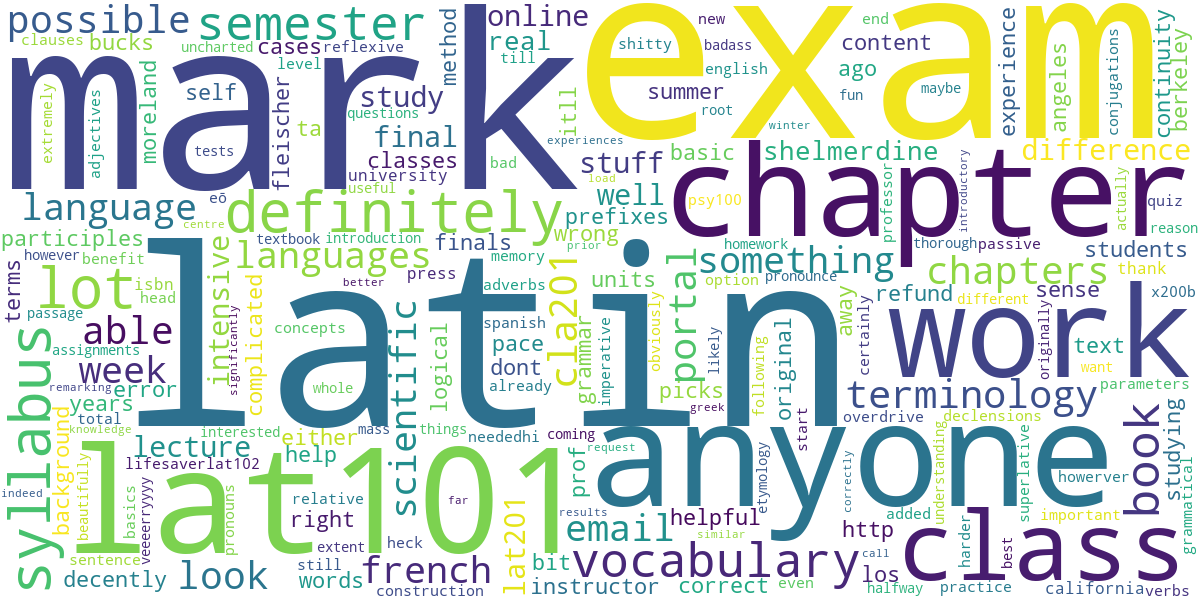 possible
semester
online
exam
mark
latin
chapter
anyone
work
class
lat101
clauses
bucks
uncharted
cases
reflexive
method
real
shitty
new
badass
end
content
experience
angeles
conjugations
continuity
berkeley
till
level
self
study
english
ago
extremely
adjectives
moreland
fleischer
ta
questions
itll
summer
root
fun
maybe
winter
final
experiences
tests
classes
bad
stuff
basic
shelmerdine
difference
university
useful
load
well
psy100
professor
introductory
actually
quiz
language
eō
definitely
prefixes
reason
centre
participles
textbook
introduction
finals
wrong
homework
thorough
passive
students
however
benefit
languages
memory
prior
something
chapters
thank
terms
isbn
head
intensive
press
adverbs
units
portal
option
pronounce
away
refund
different
sense
x200b
lot
better
complicated
passage
able
significantly
concepts
scientific
logical
spanish
pace
cla201
grammar
imperative
obviously
likely
original
certainly
originally
text
assignments
week
dont
following
want
syllabus
remarking
error
whole
already
picks
terminology
parameters
years
total
greek
knowledge
interested
mass
things
neededhi
coming
start
overdrive
declensions
book
background
lecture
either
request
lifesaverlat102
help
prof
etymology
correctly
understanding
superlative
howerver
studying
indeed
beautifully
basics
veeeerryyyy
pronouns
relative
far
lat201
results
right
email
helpful
similar
http
added
harder
important
grammatical
extent
heck
sentence
still
french
bit
vocabulary
call
los
best
decently
look
words
construction
instructor
correct
even
halfway
practice
california
verbs